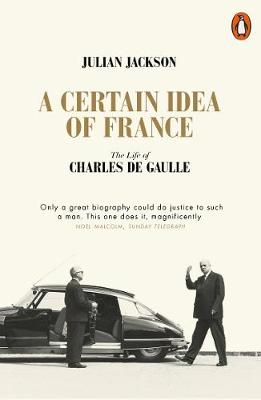 JULIAN JACKSON
A CERTAIN IDEA
OF FRANCE
The Life of
CHARLES DE GAULLE
Only a great biography could do justice to such
a man. This one does it, magnificently
NOEL MALCOLM, SUNDAY TELEGRAPH